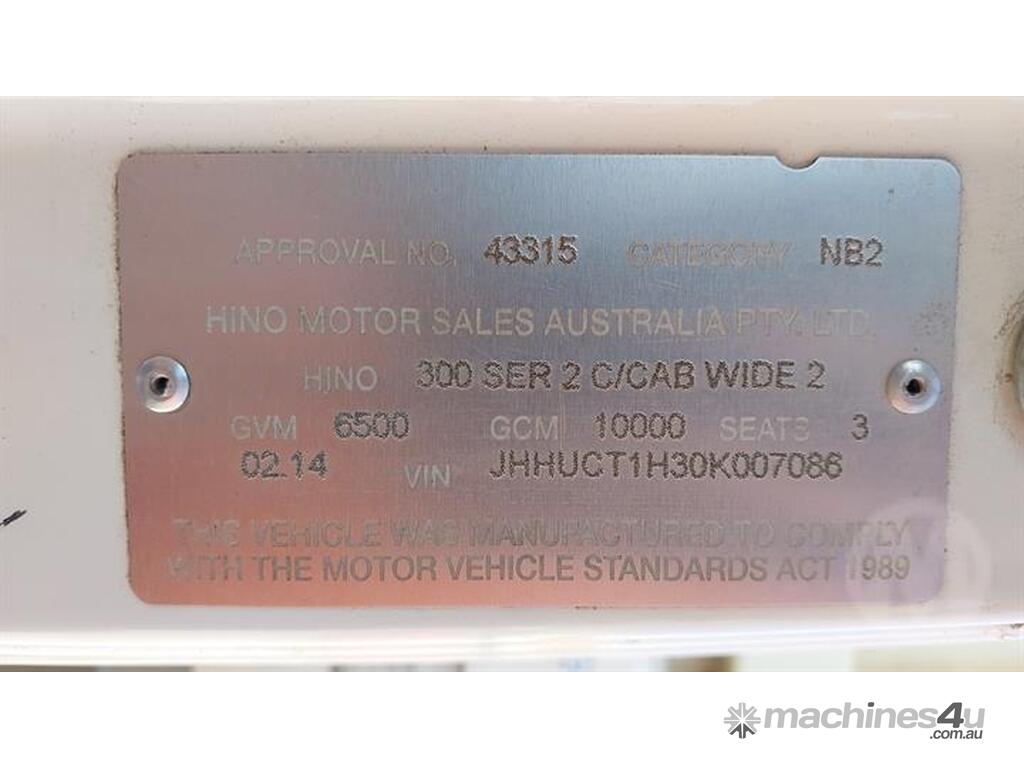 APPROVAL NO. 43315 CATEGORY NB2
HINO MOTOR SALES AUSTRALIA PTY. LTD.
HINO 300 SER 2 C/CAB WIDE 2
GVM 6500 GCM 10000 SEATS 3
02.14 VIN JHHUCT1H30K007086
THIS VEHICLE WAS MANUFACTURED TO COMPLY
WITH THE MOTOR VEHICLE STANDARDS ACT 1989
machines4u
.com.au